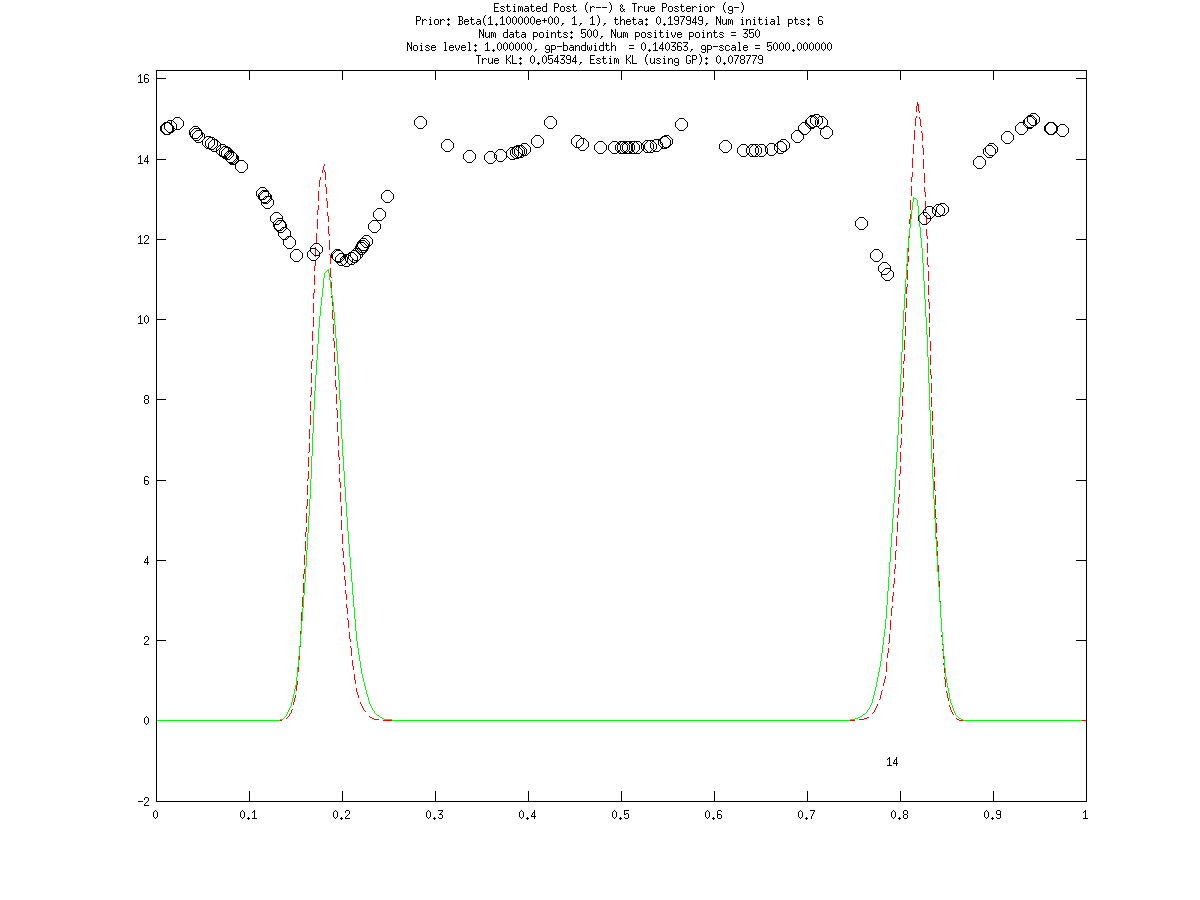 Estimated Post (r--) & True Posterior (g-)
Prior: Beta(1.100000e+00, 1, 1), theta: 0.197949, Num initial pts: 6
Num data points: 500, Num positive points = 350
Noise level: 1.000000, gp-bandwidth  = 0.140363, gp-scale = 5000.000000
True KL: 0.054394, Estim KL (using GP): 0.078779
16
14
12
10
8
6
4
2
0
14
-2
0 0.1 0.2 0.3 0.4 0.5 0.6 0.7 0.8 0.9 1